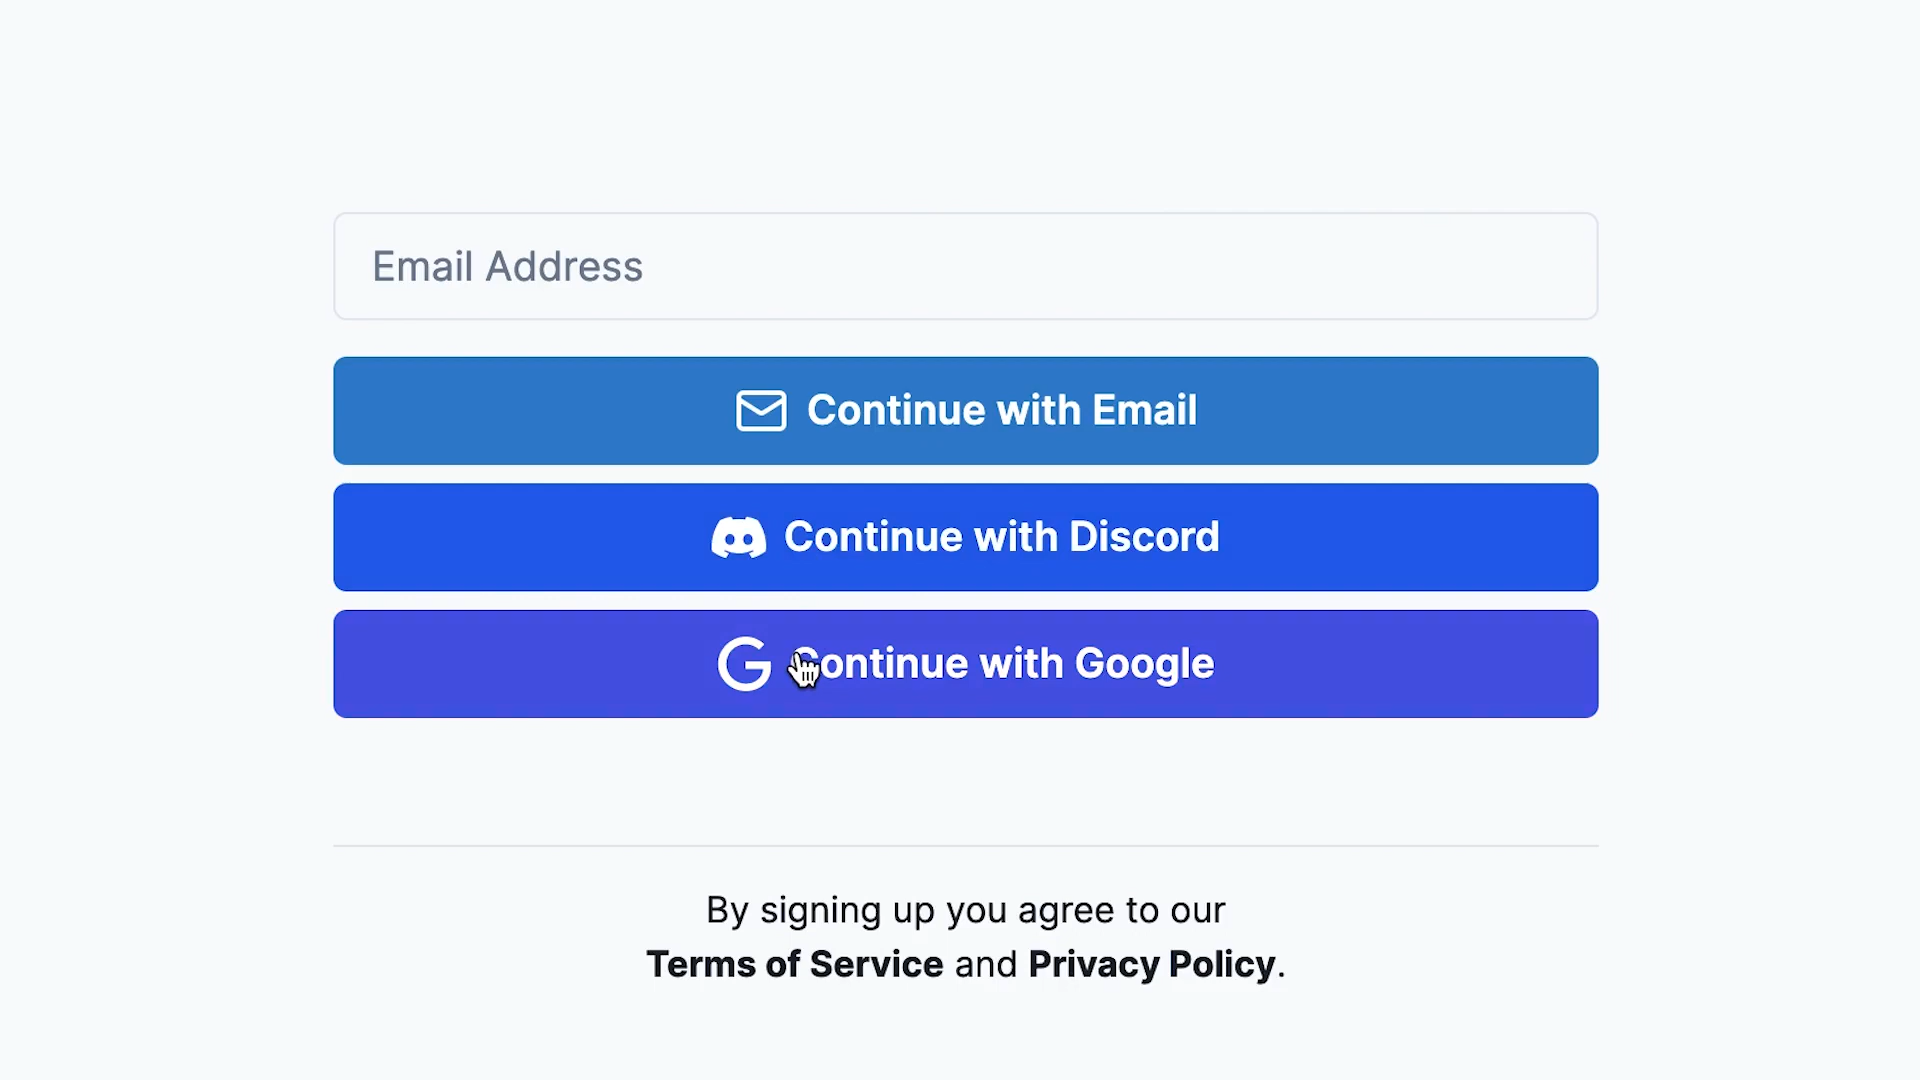 Email Address
Continue with Email
Continue with Discord
Continue with Google
By signing up you agree to our
Terms of Service and Privacy Policy.